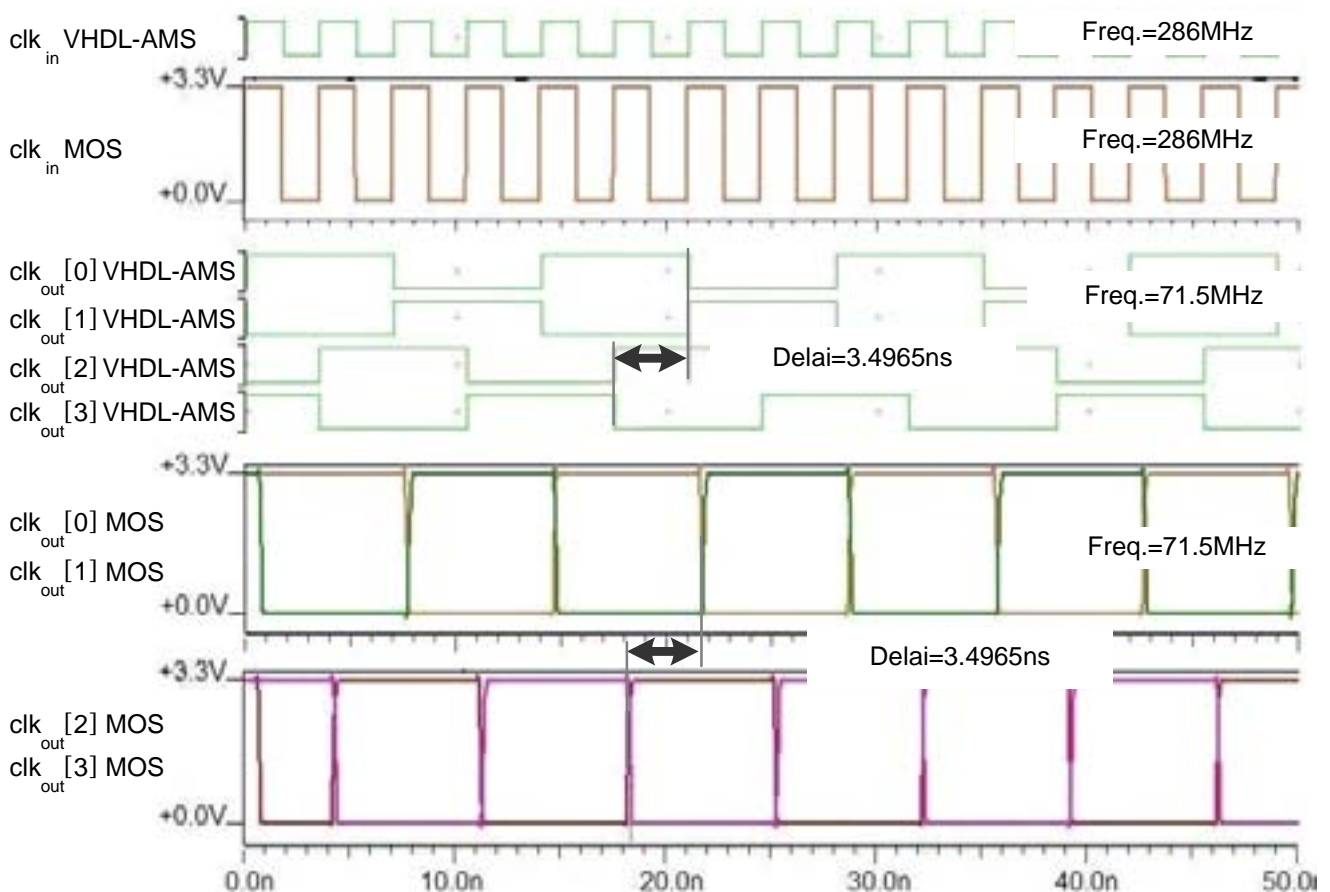 clk in VHDL-AMS
Freq.=286MHz
+3.3V
clk in MOS
Freq.=286MHz
+0.0V
clk out [0] VHDL-AMS
clk out [1] VHDL-AMS
Freq.=71.5MHz
clk out [2] VHDL-AMS
Delai=3.4965ns
clk out [3] VHDL-AMS
+3.3V
clk out [0] MOS
Freq.=71.5MHz
clk out [1] MOS
+0.0V
Delai=3.4965ns
+3.3V
clk out [2] MOS
clk out [3] MOS
+0.0V
0.0n 10.0n 20.0n 30.0n 40.0n 50.0n